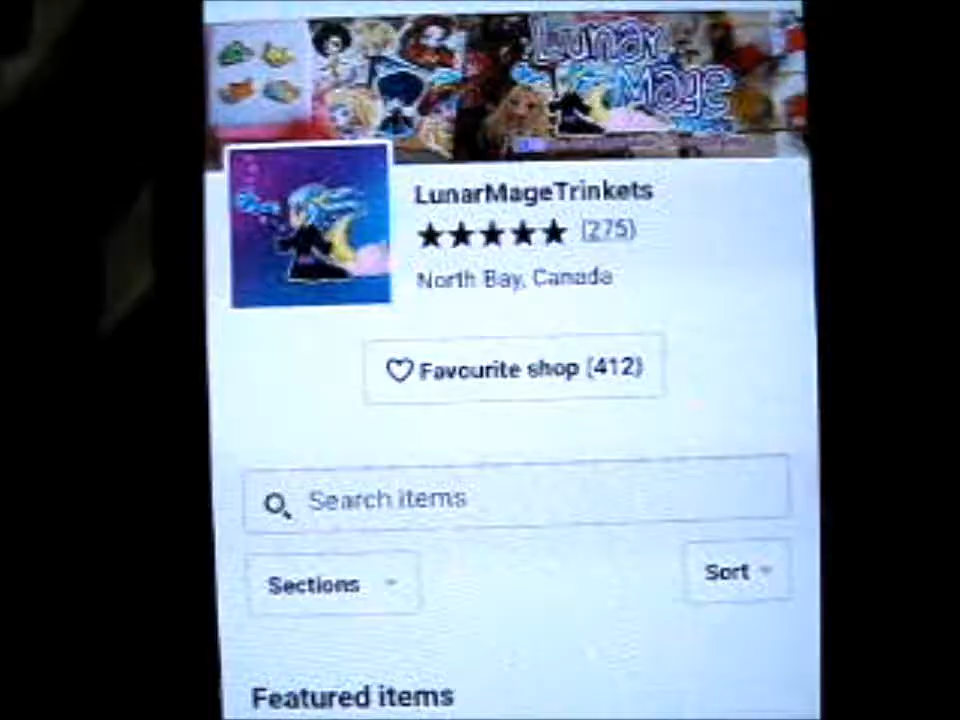 Lunar
Mage
LunarMageTrinkets
(275)
North Bay, Canada
Favourite shop (412)
Search items
Sections
Sort
Featured items